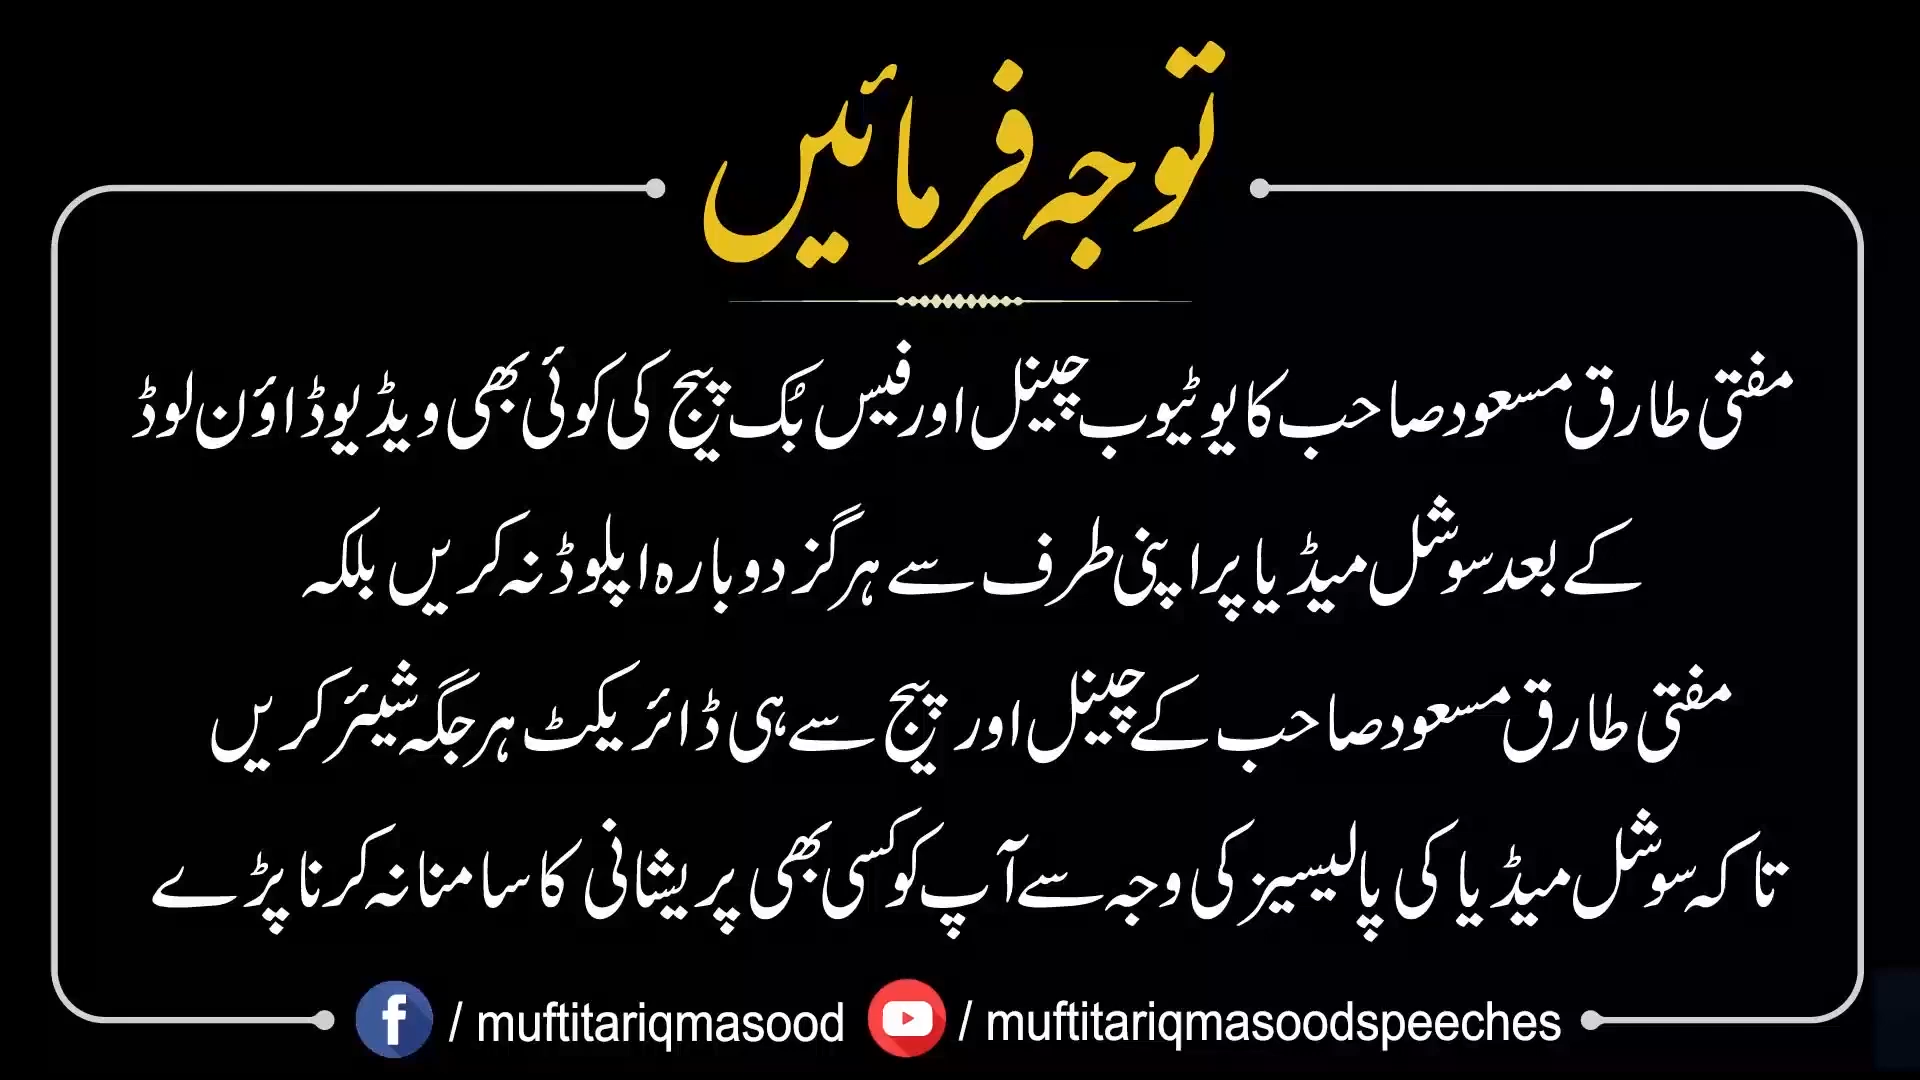 توجہ فرمائیں
مفتی طارق مسعود صاحب کا یوٹیوب چینل اور فیس بُک پیج کی کوئی بھی ویڈیو ڈاؤن لوڈ
کے بعد سوشل میڈیا پر اپنی طرف سے ہرگز دوبارہ اپلوڈ نہ کریں بلکہ
مفتی طارق مسعود صاحب کے چینل اور پیج سے ہی ڈائریکٹ ہر جگہ شیئر کریں
تاکہ سوشل میڈیا کی پالیسیز کی وجہ سے آپ کو کسی بھی پریشانی کا سامنا نہ کرنا پڑے
/ muftitariqmasood / muftitariqmasoodspeeches